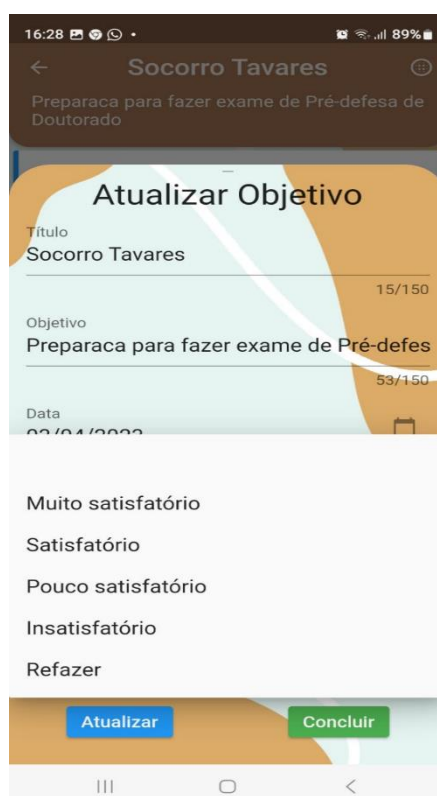 16:28
89%
Socorro Tavares
Preparaca para fazer exame de Pré-defesa de
Doutorado
Atualizar Objetivo
Título
Socorro Tavares
15/150
Objetivo
Preparaca para fazer exame de Pré-defes
53/150
Data
Muito satisfatório
Satisfatório
Pouco satisfatório
Insatisfatório
Refazer
Atualizar
Concluir